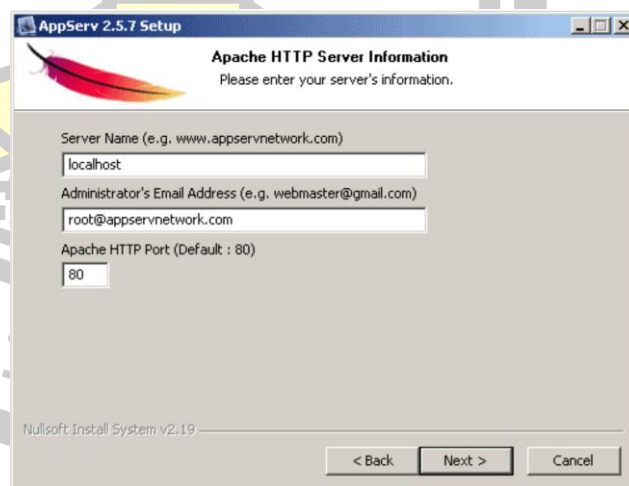 AppServ 2.5.7 Setup
Apache HTTP Server Information
Please enter your server's information.
Server Name (e.g. www.appservnetwork.com)
localhost
Administrator's Email Address (e.g. webmaster@gmail.com)
root@appservnetwork.com
Apache HTTP Port (Default : 80)
80
Nullsoft Install System v2.19
< Back Next > Cancel